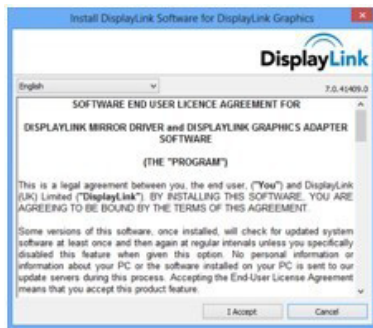 Install DisplayLink Software for DisplayLink Graphics
DisplayLink
English
7.0.41409.0
SOFTWARE END USER LICENCE AGREEMENT FOR
DISPLAYLINK MIRROR DRIVER and DISPLAYLINK GRAPHICS ADAPTER
SOFTWARE
(THE "PROGRAM")
This is a legal agreement between you, the end user, ("You") and DisplayLink
(UK) Limited ("DisplayLink"). BY INSTALLING THIS SOFTWARE, YOU ARE
AGREEING TO BE BOUND BY THE TERMS OF THIS AGREEMENT.
Some versions of this software, once installed, will check for updated system
software at least once and then again at regular intervals unless you specifically
disabled this feature when given this option. No personal information or
information about your PC or the software installed on your PC is sent to our
update servers during this process. Accepting the End-User License Agreement
means that you accept this product feature.
I Accept
Cancel